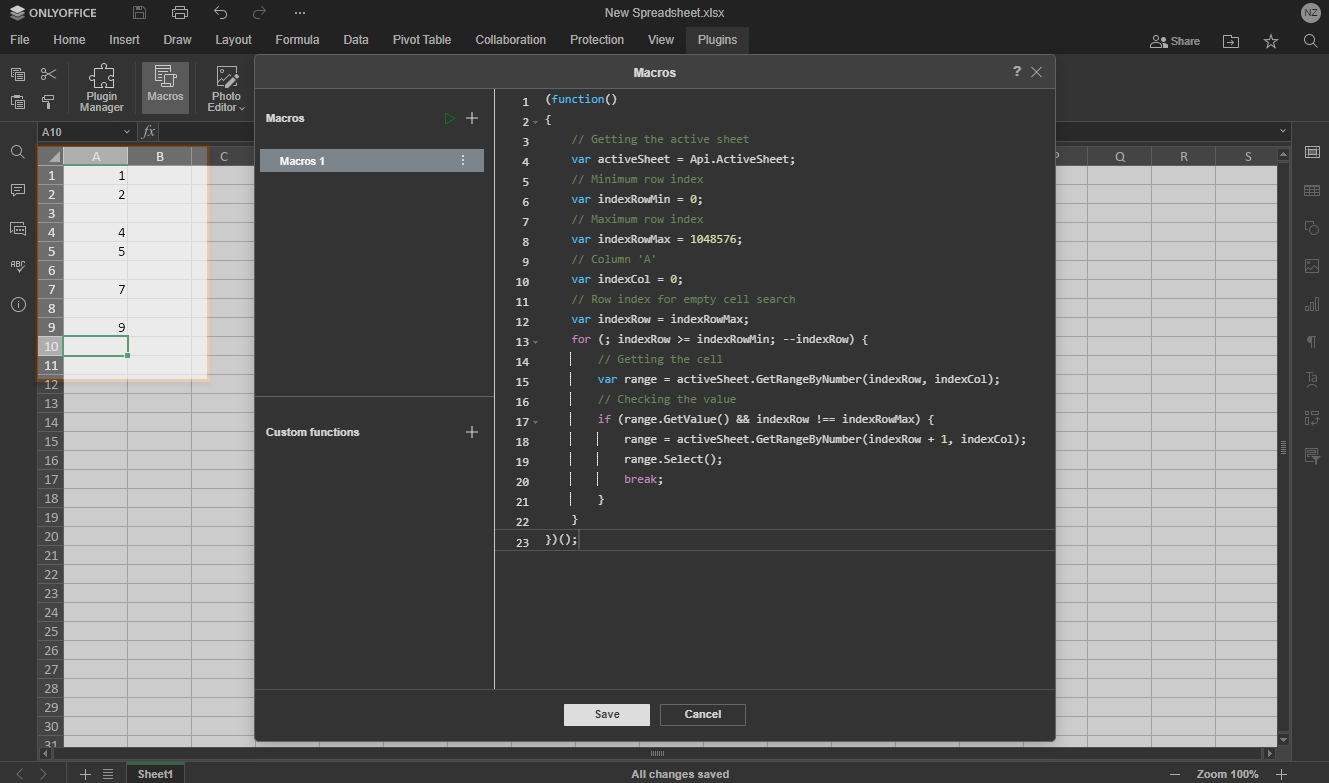 ONLYOFFICE
New Spreadsheet.xlsx
NZ
File Home Insert Draw Layout Formula Data Pivot Table Collaboration Protection View Plugins
Share
Plugin Manager
Macros
Photo Editor
A10
fx
A B C P Q R S
1 1
2 2
3
4 4
5 5
6
7 7
8
9 9
10
11
12
13
14
15
16
17
18
19
20
21
22
23
24
25
26
27
28
29
30
31
Macros
?
Macros
Macros 1
Custom functions
1 (function()
2 {
3 // Getting the active sheet
4 var activeSheet = Api.ActiveSheet;
5 // Minimum row index
6 var indexRowMin = 0;
7 // Maximum row index
8 var indexRowMax = 1048576;
9 // Column 'A'
10 var indexCol = 0;
11 // Row index for empty cell search
12 var indexRow = indexRowMax;
13 for (; indexRow >= indexRowMin; --indexRow) {
14 // Getting the cell
15 var range = activeSheet.GetRangeByNumber(indexRow, indexCol);
16 // Checking the value
17 if (range.GetValue() && indexRow !== indexRowMax) {
18 range = activeSheet.GetRangeByNumber(indexRow + 1, indexCol);
19 range.Select();
20 break;
21 }
22 }
23 })();
Save Cancel
ABC
Ta
Sheet1
All changes saved
Zoom 100%